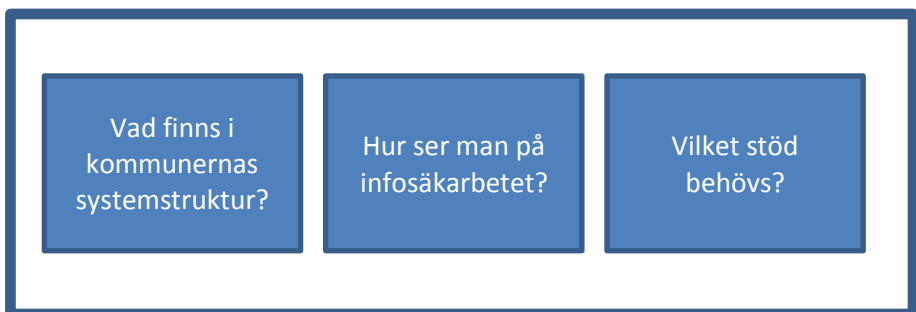 Vad finns i
kommunernas
systemstruktur?
Hur ser man på
infosäkarbetet?
Vilket stöd
behövs?